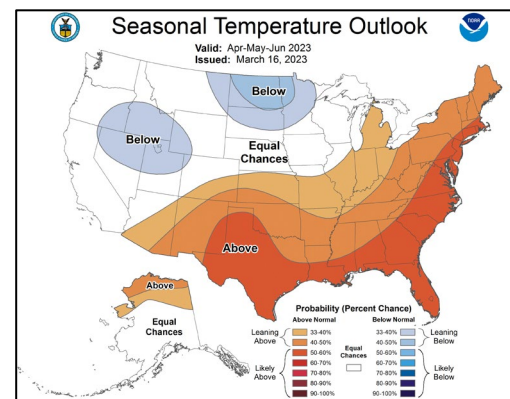 Seasonal Temperature Outlook
Valid: Apr-May-Jun 2023
Issued: March 16, 2023
NOAA
Below
Below
Equal
Chances
Above
Above
Equal
Chances
Probability (Percent Chance)
Above Normal
Below Normal
Leaning
Above
33-40%
40-50%
Likely
Above
50-60%
60-70%
70-80%
80-90%
90-100%
Equal
Chances
33-40%
40-50%
Leaning
Below
50-60%
60-70%
70-80%
80-90%
90-100%
Likely
Below